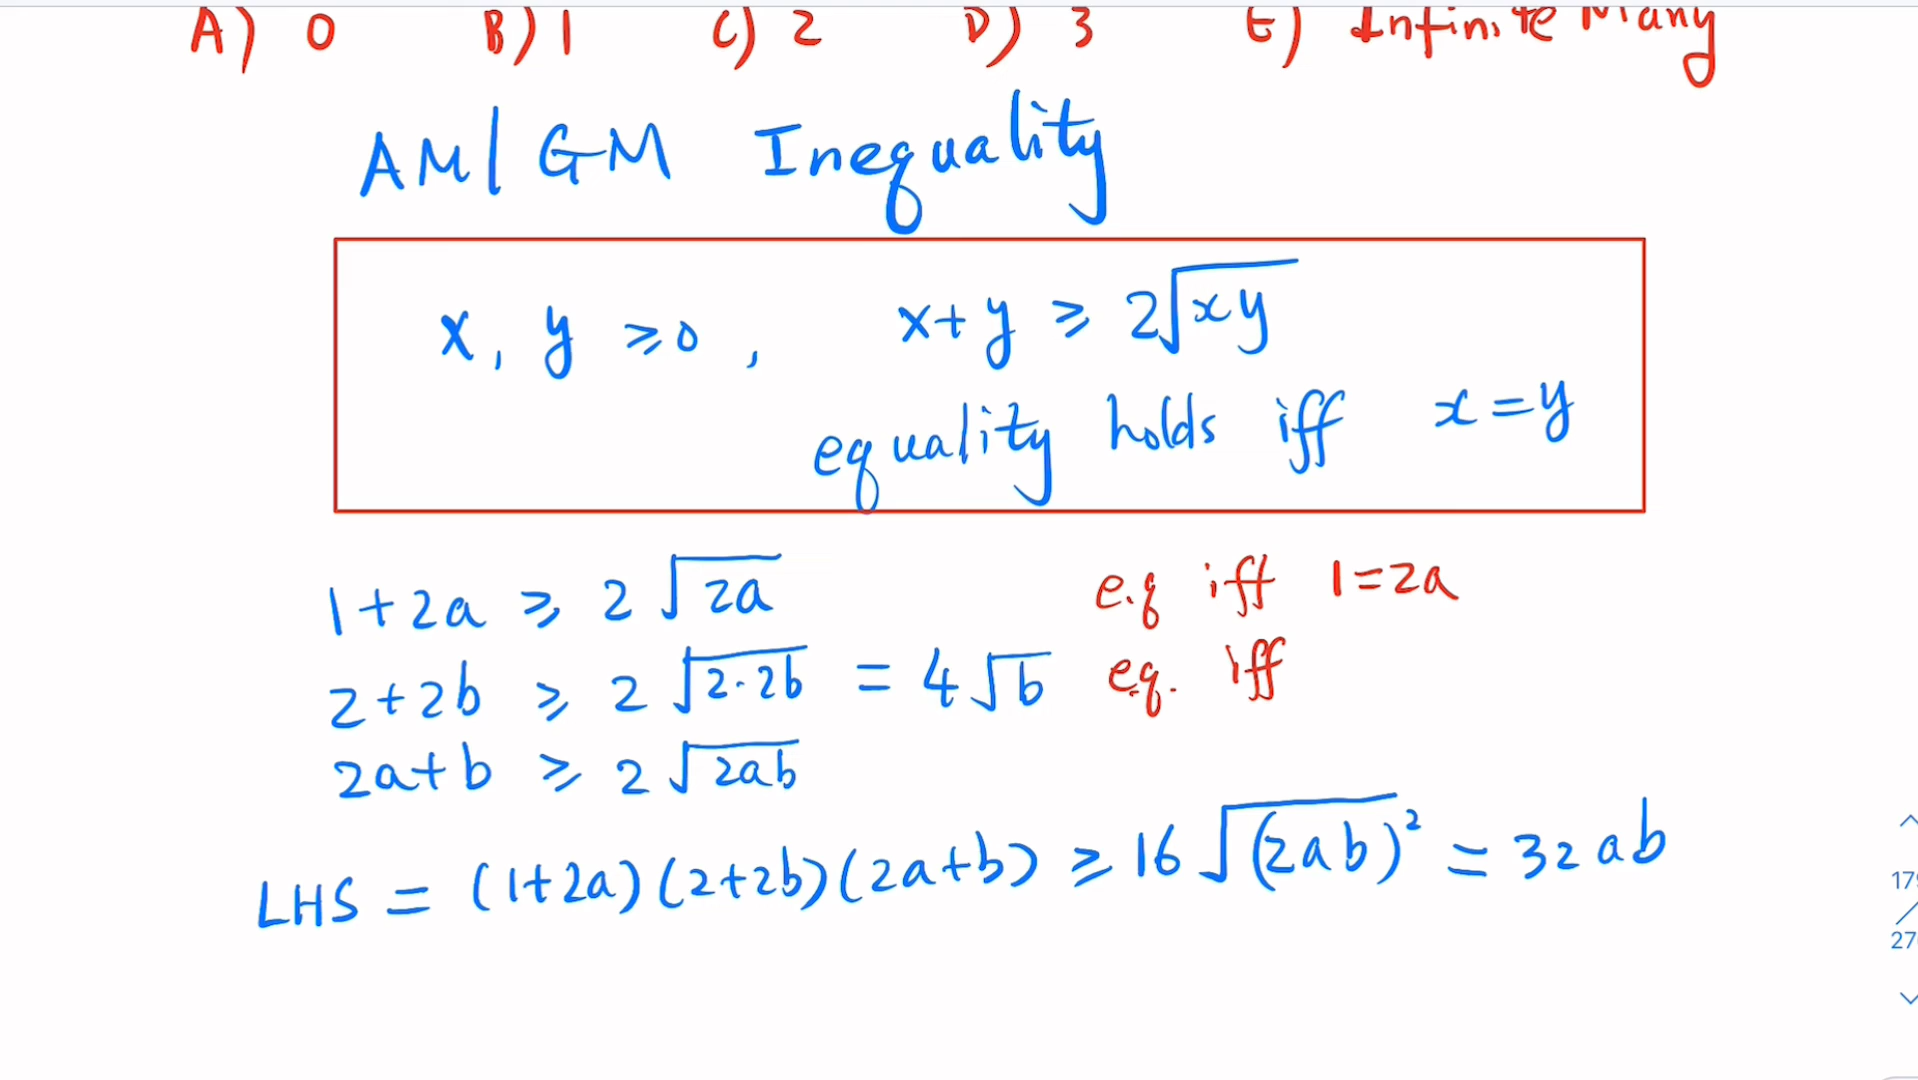 A) 0 B) 1 C) 2 D) 3 E) Infinite Many
AM/GM Inequality
x, y ≥ 0, x+y ≥ 2√xy
equality holds iff x=y
1+2a ≥ 2√2a e.q iff 1=2a
2+2b ≥ 2√2·2b = 4√b eq. iff
2a+b ≥ 2√2ab
LHS = (1+2a)(2+2b)(2a+b) ≥ 16√(2ab)² = 32ab